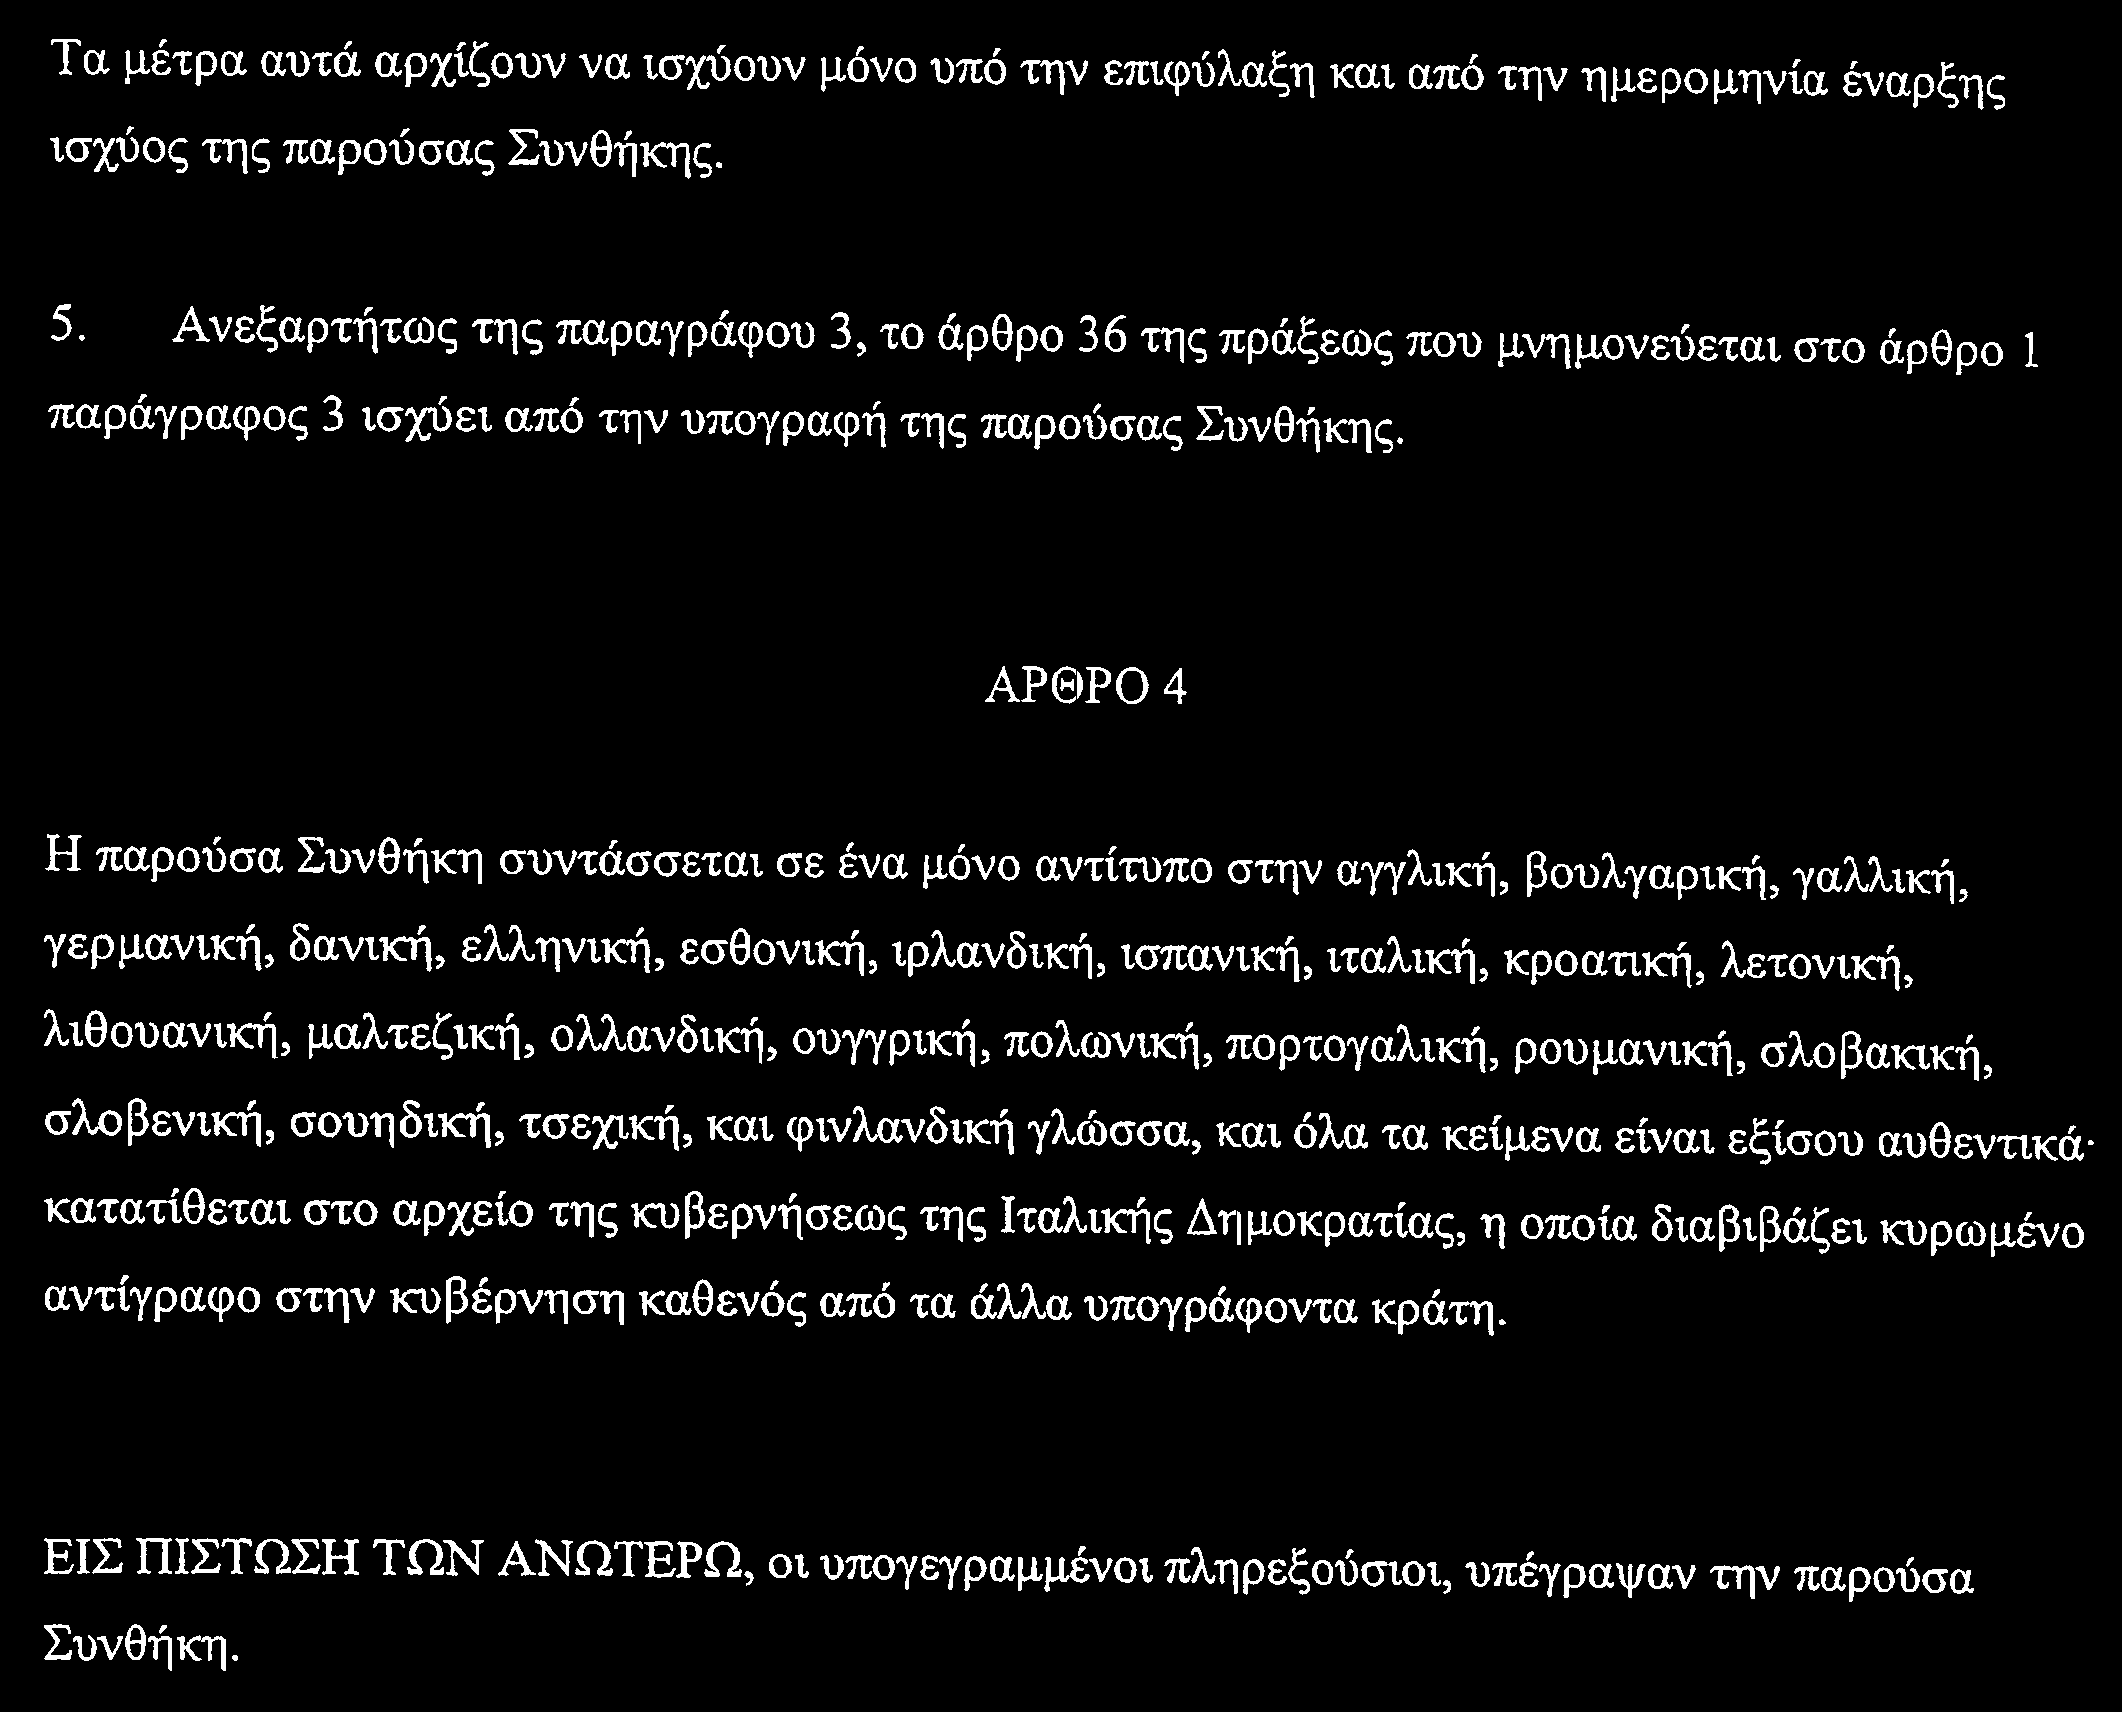 Τα μέτρα αυτά αρχίζουν να ισχύουν μόνο υπό την επιφύλαξη και από την ημερομηνία έναρξης
ισχύος της παρούσας Συνθήκης.
5. Ανεξαρτήτως της παραγράφου 3, το άρθρο 36 της πράξεως που μνημονεύεται στο άρθρο 1
παράγραφος 3 ισχύει από την υπογραφή της παρούσας Συνθήκης.
ΑΡΘΡΟ 4
Η παρούσα Συνθήκη συντάσσεται σε ένα μόνο αντίτυπο στην αγγλική, βουλγαρική, γαλλική,
γερμανική, δανική, ελληνική, εσθονική, ιρλανδική, ισπανική, ιταλική, κροατική, λετονική,
λιθουανική, μαλτεζική, ολλανδική, ουγγρική, πολωνική, πορτογαλική, ρουμανική, σλοβακική,
σλοβενική, σουηδική, τσεχική, και φινλανδική γλώσσα, και όλα τα κείμενα είναι εξίσου αυθεντικά·
κατατίθεται στο αρχείο της κυβερνήσεως της Ιταλικής Δημοκρατίας, η οποία διαβιβάζει κυρωμένο
αντίγραφο στην κυβέρνηση καθενός από τα άλλα υπογράφοντα κράτη.
ΕΙΣ ΠΙΣΤΩΣΗ ΤΩΝ ΑΝΩΤΕΡΩ, οι υπογεγραμμένοι πληρεξούσιοι, υπέγραψαν την παρούσα
Συνθήκη.